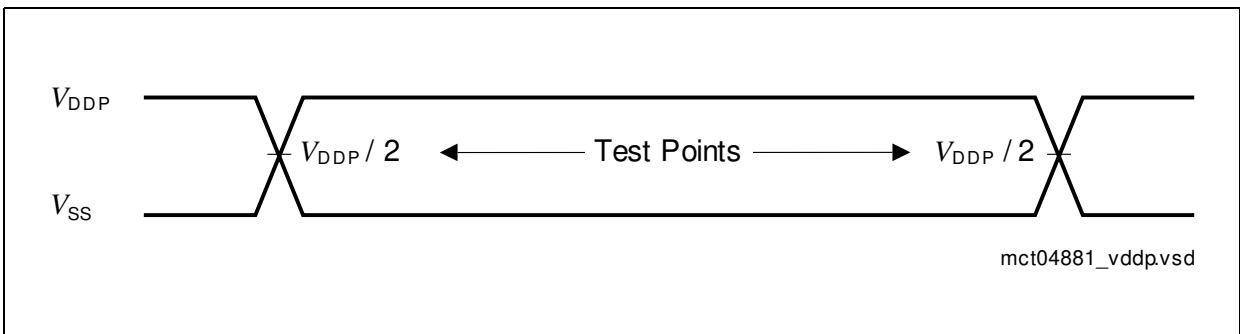 VDDP
VDDP / 2 Test Points VDDP / 2
VSS
mct04881_vddp.vsd